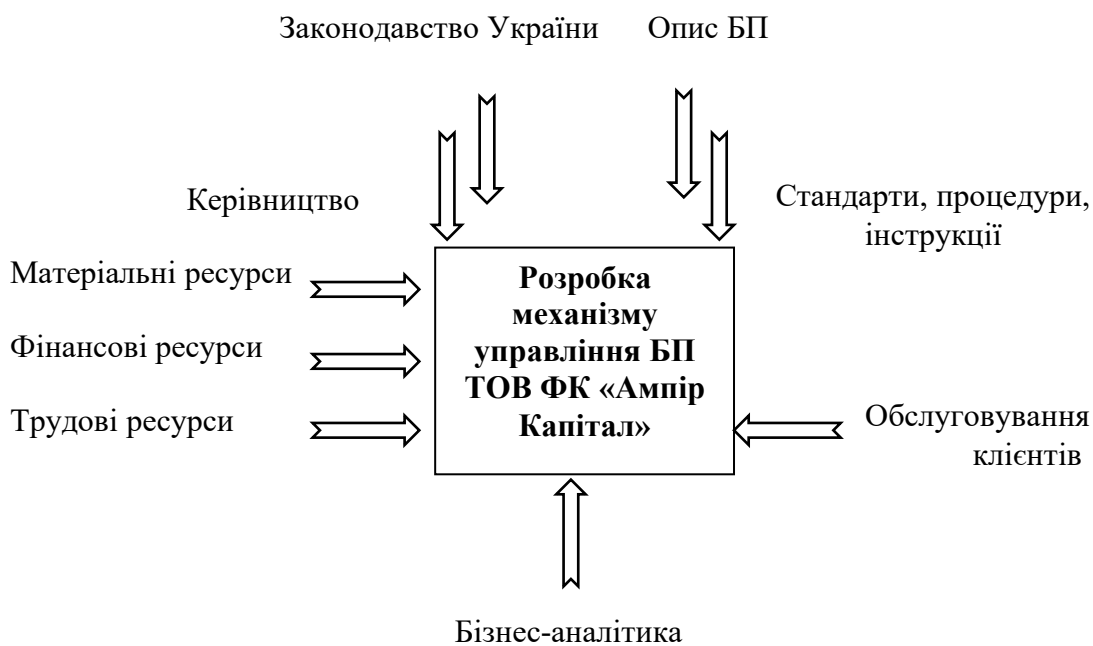 Законодавство України Опис БП
Керівництво
Стандарти, процедури,
інструкції
Матеріальні ресурси
Фінансові ресурси
Трудові ресурси
Розробка
механізму
управління БП
ТОВ ФК «Ампір
Капітал»
Обслуговування
клієнтів
Бізнес-аналітика